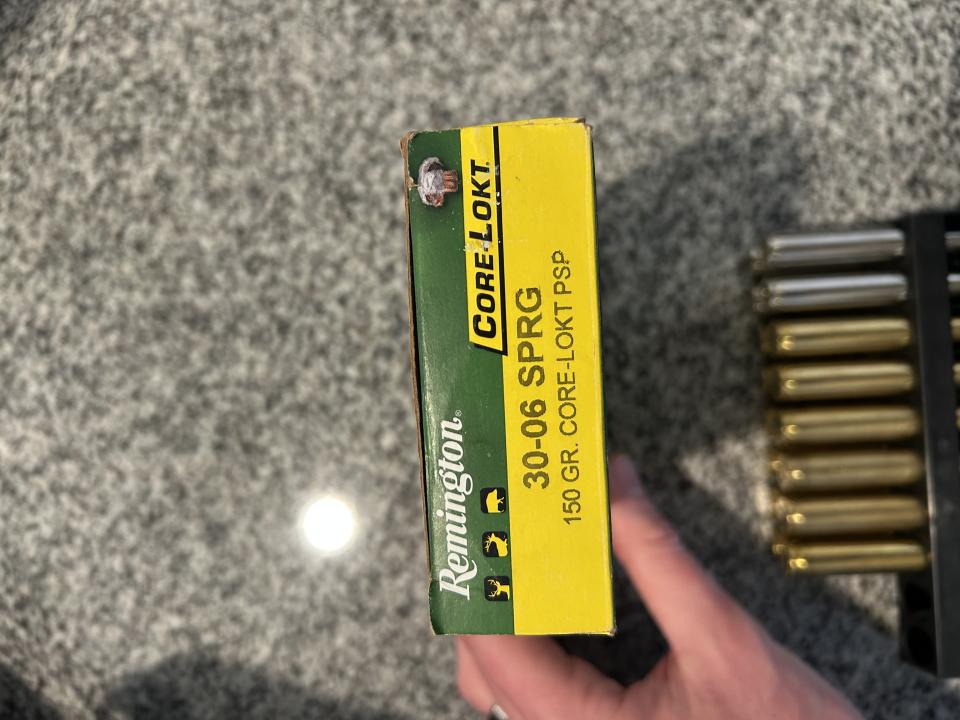 CORE-LOKT
Remington®
30-06 SPRG
150 GR. CORE-LOKT PSP